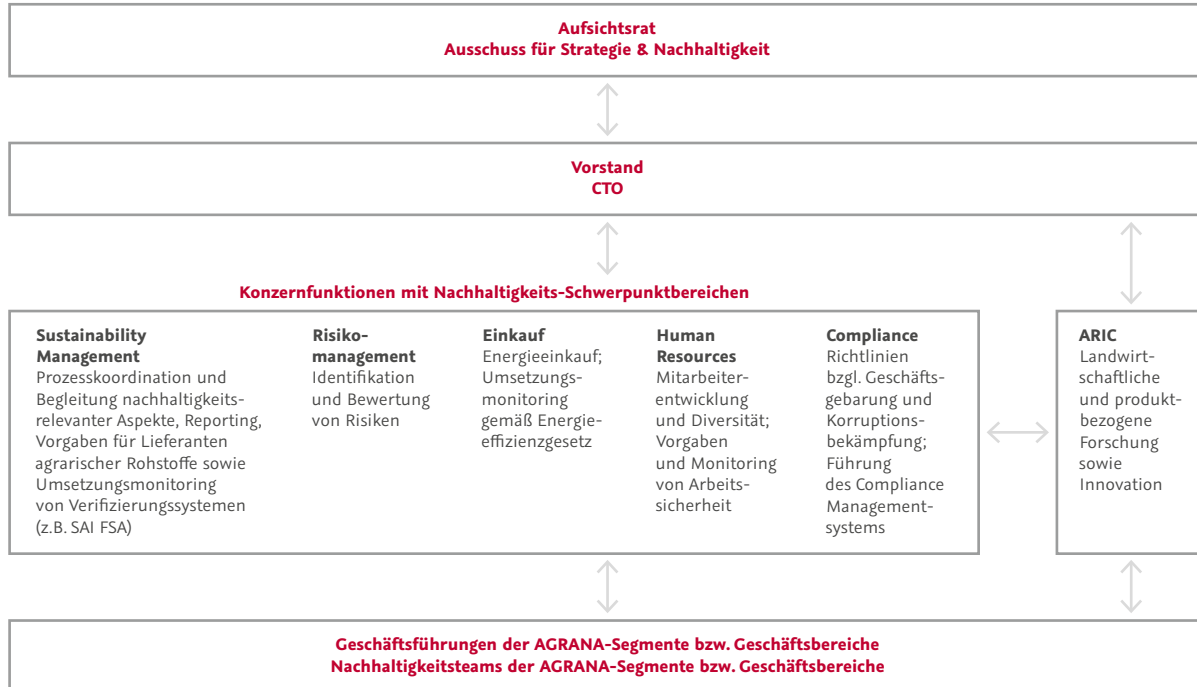 Aufsichtsrat
Ausschuss für Strategie & Nachhaltigkeit
Vorstand
CTO
Konzernfunktionen mit Nachhaltigkeits-Schwerpunktbereichen
Sustainability
Management
Prozesskoordination und
Begleitung nachhaltigkeits-
relevanter Aspekte, Reporting,
Vorgaben für Lieferanten
agrarischer Rohstoffe sowie
Umsetzungsmonitoring
von Verifizierungssystemen
(z.B. SAI FSA)
Risiko-
management
Identifikation
und Bewertung
von Risiken
Einkauf
Energieeinkauf;
Umsetzungs-
monitoring
gemäß Energie-
effizienzgesetz
Human
Resources
Mitarbeiter-
entwicklung
und Diversität;
Vorgaben
und Monitoring
von Arbeits-
sicherheit
Compliance
Richtlinien
bzgl. Geschäfts-
gebarung und
Korruptions-
bekämpfung;
Führung
des Compliance
Management-
systems
ARIC
Landwirt-
schaftliche
und produkt-
bezogene
Forschung
sowie
Innovation
Geschäftsführungen der AGRANA-Segmente bzw. Geschäftsbereiche
Nachhaltigkeitsteams der AGRANA-Segmente bzw. Geschäftsbereiche